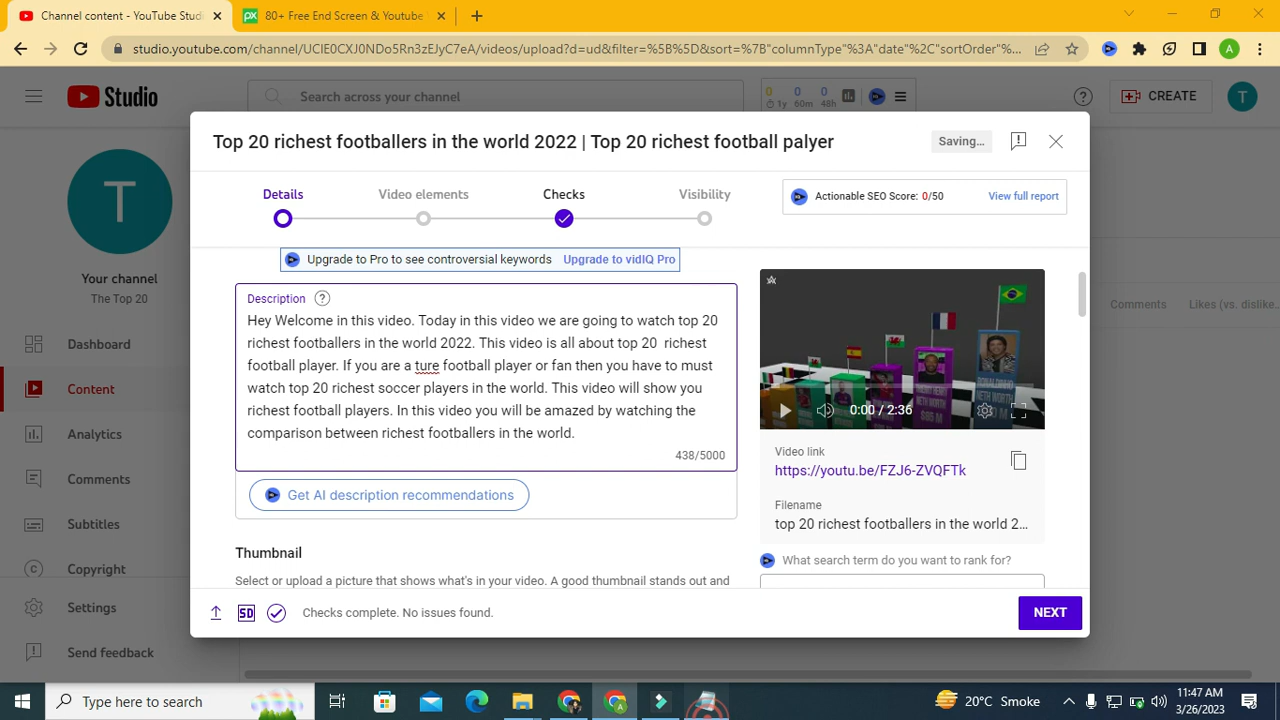 Channel content - YouTube Studi
80+ Free End Screen & Youtube
studio.youtube.com/channel/UClE0CXJ0NDo5Rn3zEJyC7eA/videos/upload?d=ud&filter=%5B%5D&sort=%7B"columnType"%3A"date"%2C"sortOrder"%...
A
Studio
Search across your channel
0 0 0
1y 60m 48h
CREATE
T
T
Your channel
The Top 20
Dashboard
Content
Analytics
Comments
Subtitles
Copyright
Settings
Send feedback
Comments Likes (vs. dislike..
Top 20 richest footballers in the world 2022 | Top 20 richest football palyer
Saving...
Details Video elements Checks Visibility
Actionable SEO Score: 0/50 View full report
Upgrade to Pro to see controversial keywords Upgrade to vidIQ Pro
Description
Hey Welcome in this video. Today in this video we are going to watch top 20
richest footballers in the world 2022. This video is all about top 20  richest
football player. If you are a ture football player or fan then you have to must
watch top 20 richest soccer players in the world. This video will show you
richest football players. In this video you will be amazed by watching the
comparison between richest footballers in the world.
438/5000
Get AI description recommendations
Thumbnail
Select or upload a picture that shows what's in your video. A good thumbnail stands out and
0:00 / 2:36
Video link
https://youtu.be/FZJ6-ZVQFTk
Filename
top 20 richest footballers in the world 2...
What search term do you want to rank for?
SD
Checks complete. No issues found.
NEXT
Type here to search
20°C Smoke
11:47 AM
3/26/2023